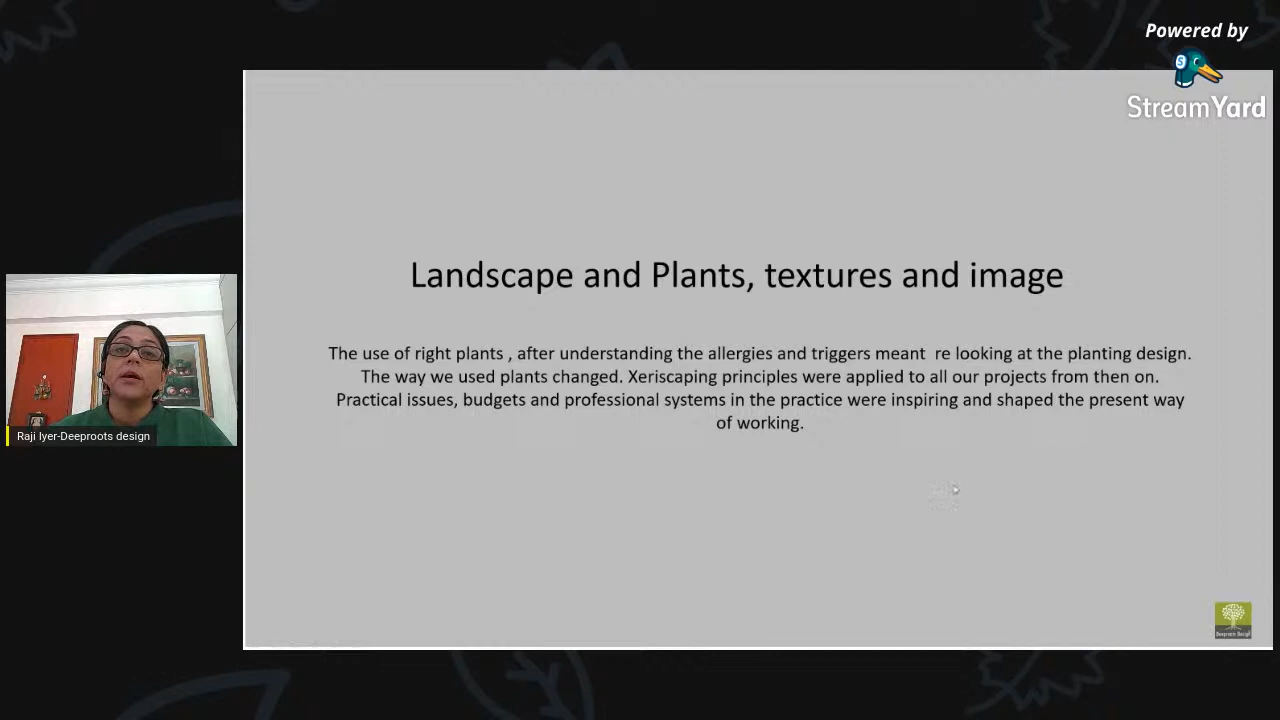 Powered by
StreamYard
Landscape and Plants, textures and image
The use of right plants , after understanding the allergies and triggers meant  re looking at the planting design.
The way we used plants changed. Xeriscaping principles were applied to all our projects from then on.
Practical issues, budgets and professional systems in the practice were inspiring and shaped the present way
of working.
Raji Iyer-Deeproots design
Deeproots Design